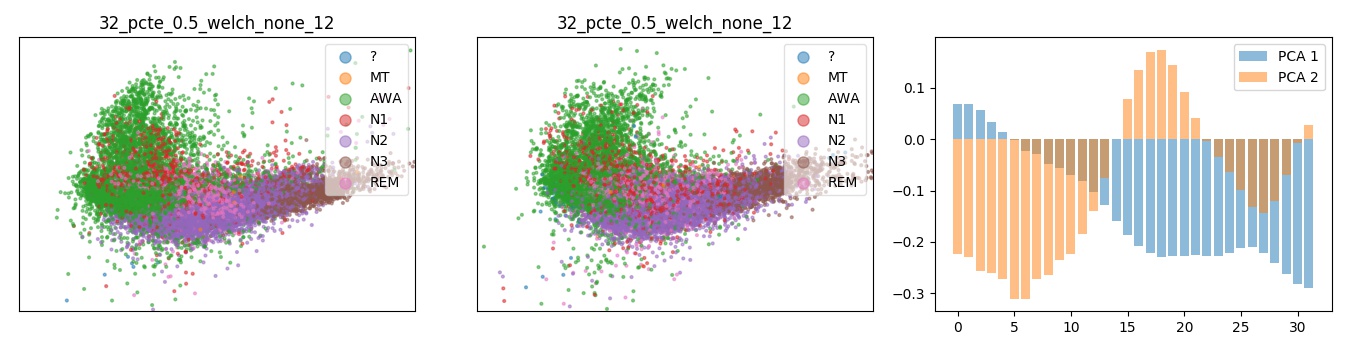 32_pcte_0.5_welch_none_12
?
MT
AWA
N1
N2
N3
REM
32_pcte_0.5_welch_none_12
?
MT
AWA
N1
N2
N3
REM
PCA 1
PCA 2
0.1
0.0
−0.1
−0.2
−0.3
0 5 10 15 20 25 30